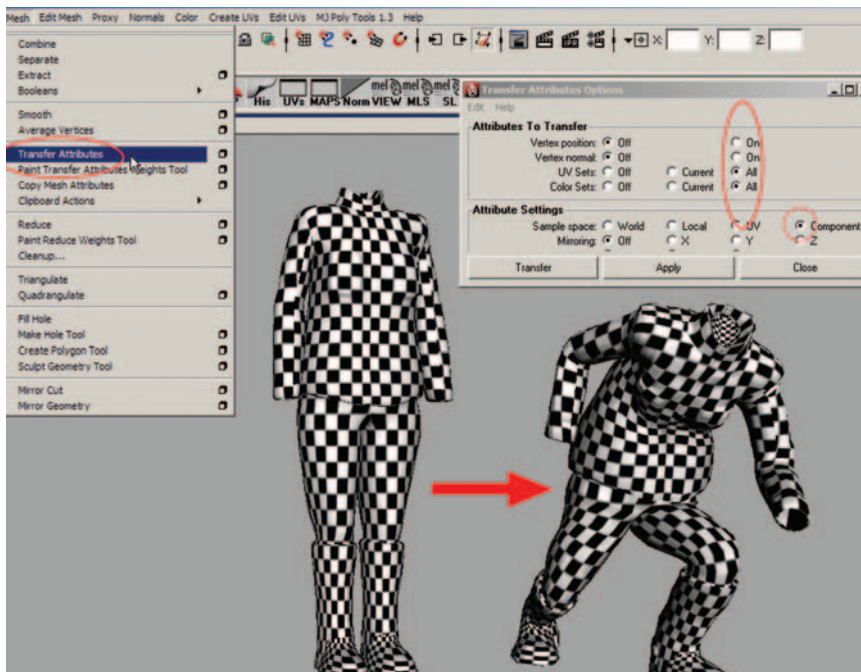 Mesh Edit Mesh Proxy Normals Color Create UVs Edit UVs MJ Poly Tools 1.3 Help
X: Y: Z:
Combine
Separate
Extract
Booleans
Smooth
Average Vertices
Transfer Attributes
Paint Transfer Attributes Weights Tool
Copy Mesh Attributes
Clipboard Actions
Reduce
Paint Reduce Weights Tool
Cleanup...
Triangulate
Quadrangulate
Fill Hole
Make Hole Tool
Create Polygon Tool
Sculpt Geometry Tool
Mirror Cut
Mirror Geometry
mel mel mel
His UVs MAPS Norm VIEW MLS SL
Transfer Attributes Options
Edit Help
Attributes To Transfer
Vertex position: Off On
Vertex normal: Off On
UV Sets: Off Current All
Color Sets: Off Current All
Attribute Settings
Sample space: World Local UV Component
Mirroring: Off X Y Z
Transfer Apply Close